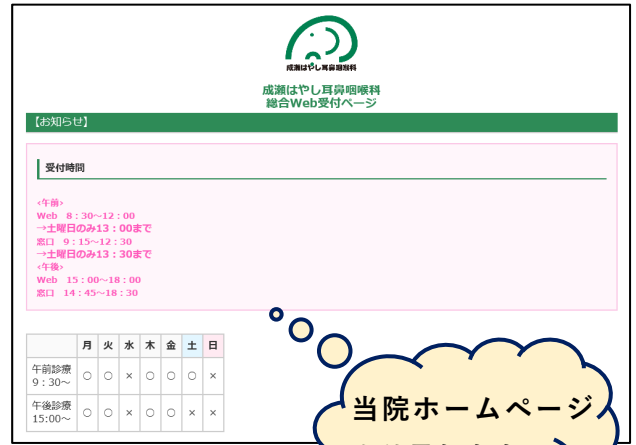 成瀬はやし耳鼻咽喉科
成瀬はやし耳鼻咽喉科
総合Web受付ページ
【お知らせ】
受付時間
<午前>
Web 8：30～12：00
→土曜日のみ13：00まで
窓口 9：15～12：30
→土曜日のみ13：30まで
<午後>
Web 15：00～18：00
窓口 14：45～18：30
月 火 水 木 金 土 日
午前診療
9：30～ ○ ○ × ○ ○ ○ ×
午後診療
15:00～ ○ ○ × ○ ○ × ×
当院ホームページ